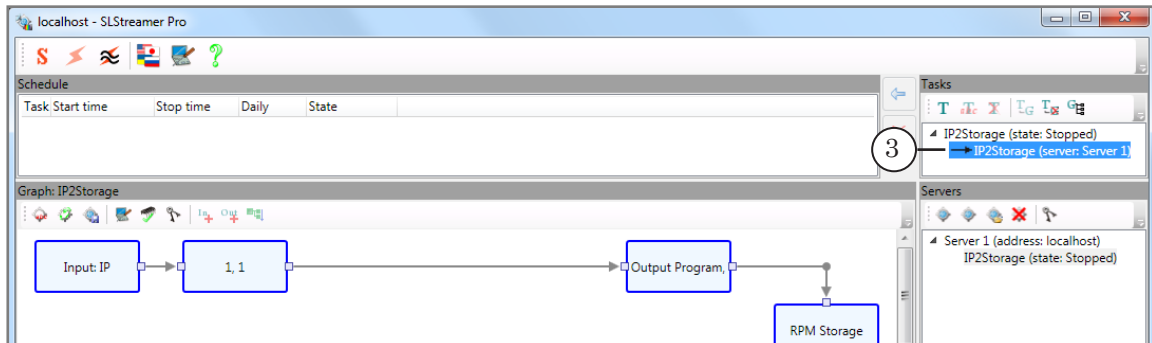 localhost - SLStreamer Pro
S
Schedule
Task Start time Stop time Daily State
Tasks
T
IP2Storage (state: Stopped)
IP2Storage (server: Server 1)
3
Graph: IP2Storage
Input: IP
1, 1
Output Program,
RPM Storage
Servers
Server 1 (address: localhost)
IP2Storage (state: Stopped)